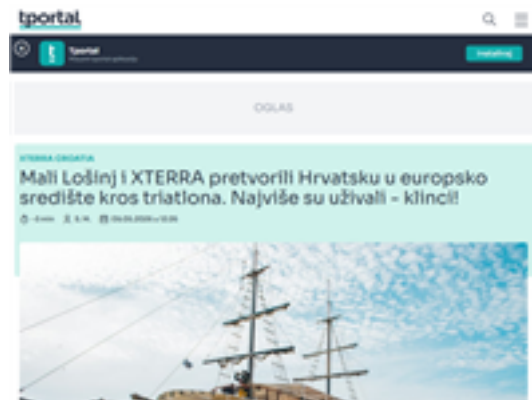 tportal
Tportal
Instaliraj
OGLAS
XTERRA CROATIA
Mali Lošinj i XTERRA pretvorili Hrvatsku u europsko
središte kros triatlona. Najviše su uživali - klinci!